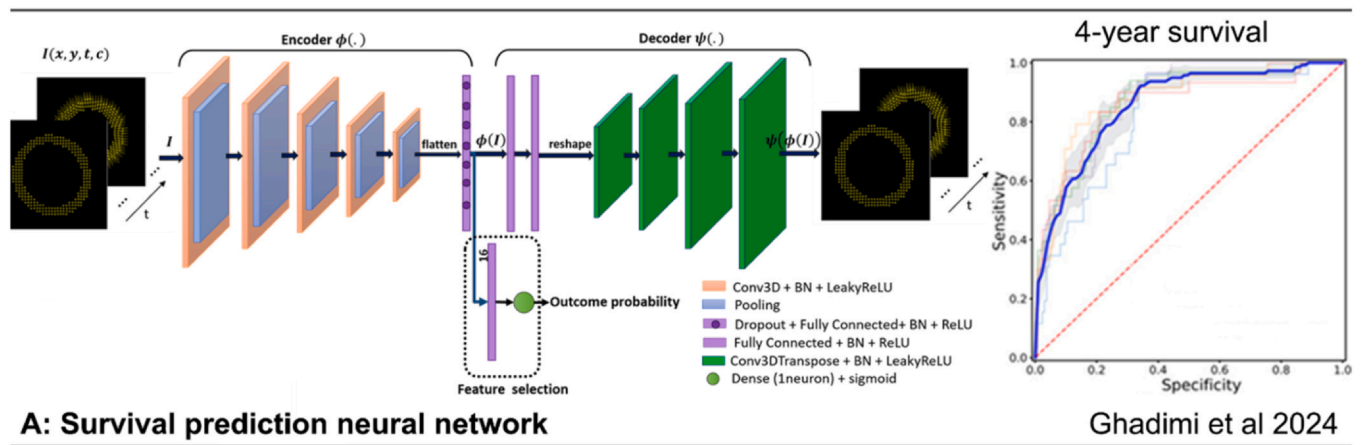 I(x, y, t, c)
Encoder ϕ(.)
Decoder ψ(.)
4-year survival
I
flatten
ϕ(I)
reshape
ψ(ϕ(I))
...
t
...
...
t
...
16
Outcome probability
Feature selection
Conv3D + BN + LeakyReLU
Pooling
Dropout + Fully Connected+ BN + ReLU
Fully Connected + BN + ReLU
Conv3DTranspose + BN + LeakyReLU
Dense (1neuron) + sigmoid
Sensitivity
1.0
0.8
0.6
0.4
0.2
0.0
0.0 0.2 0.4 0.6 0.8 1.0
Specificity
A: Survival prediction neural network
Ghadimi et al 2024